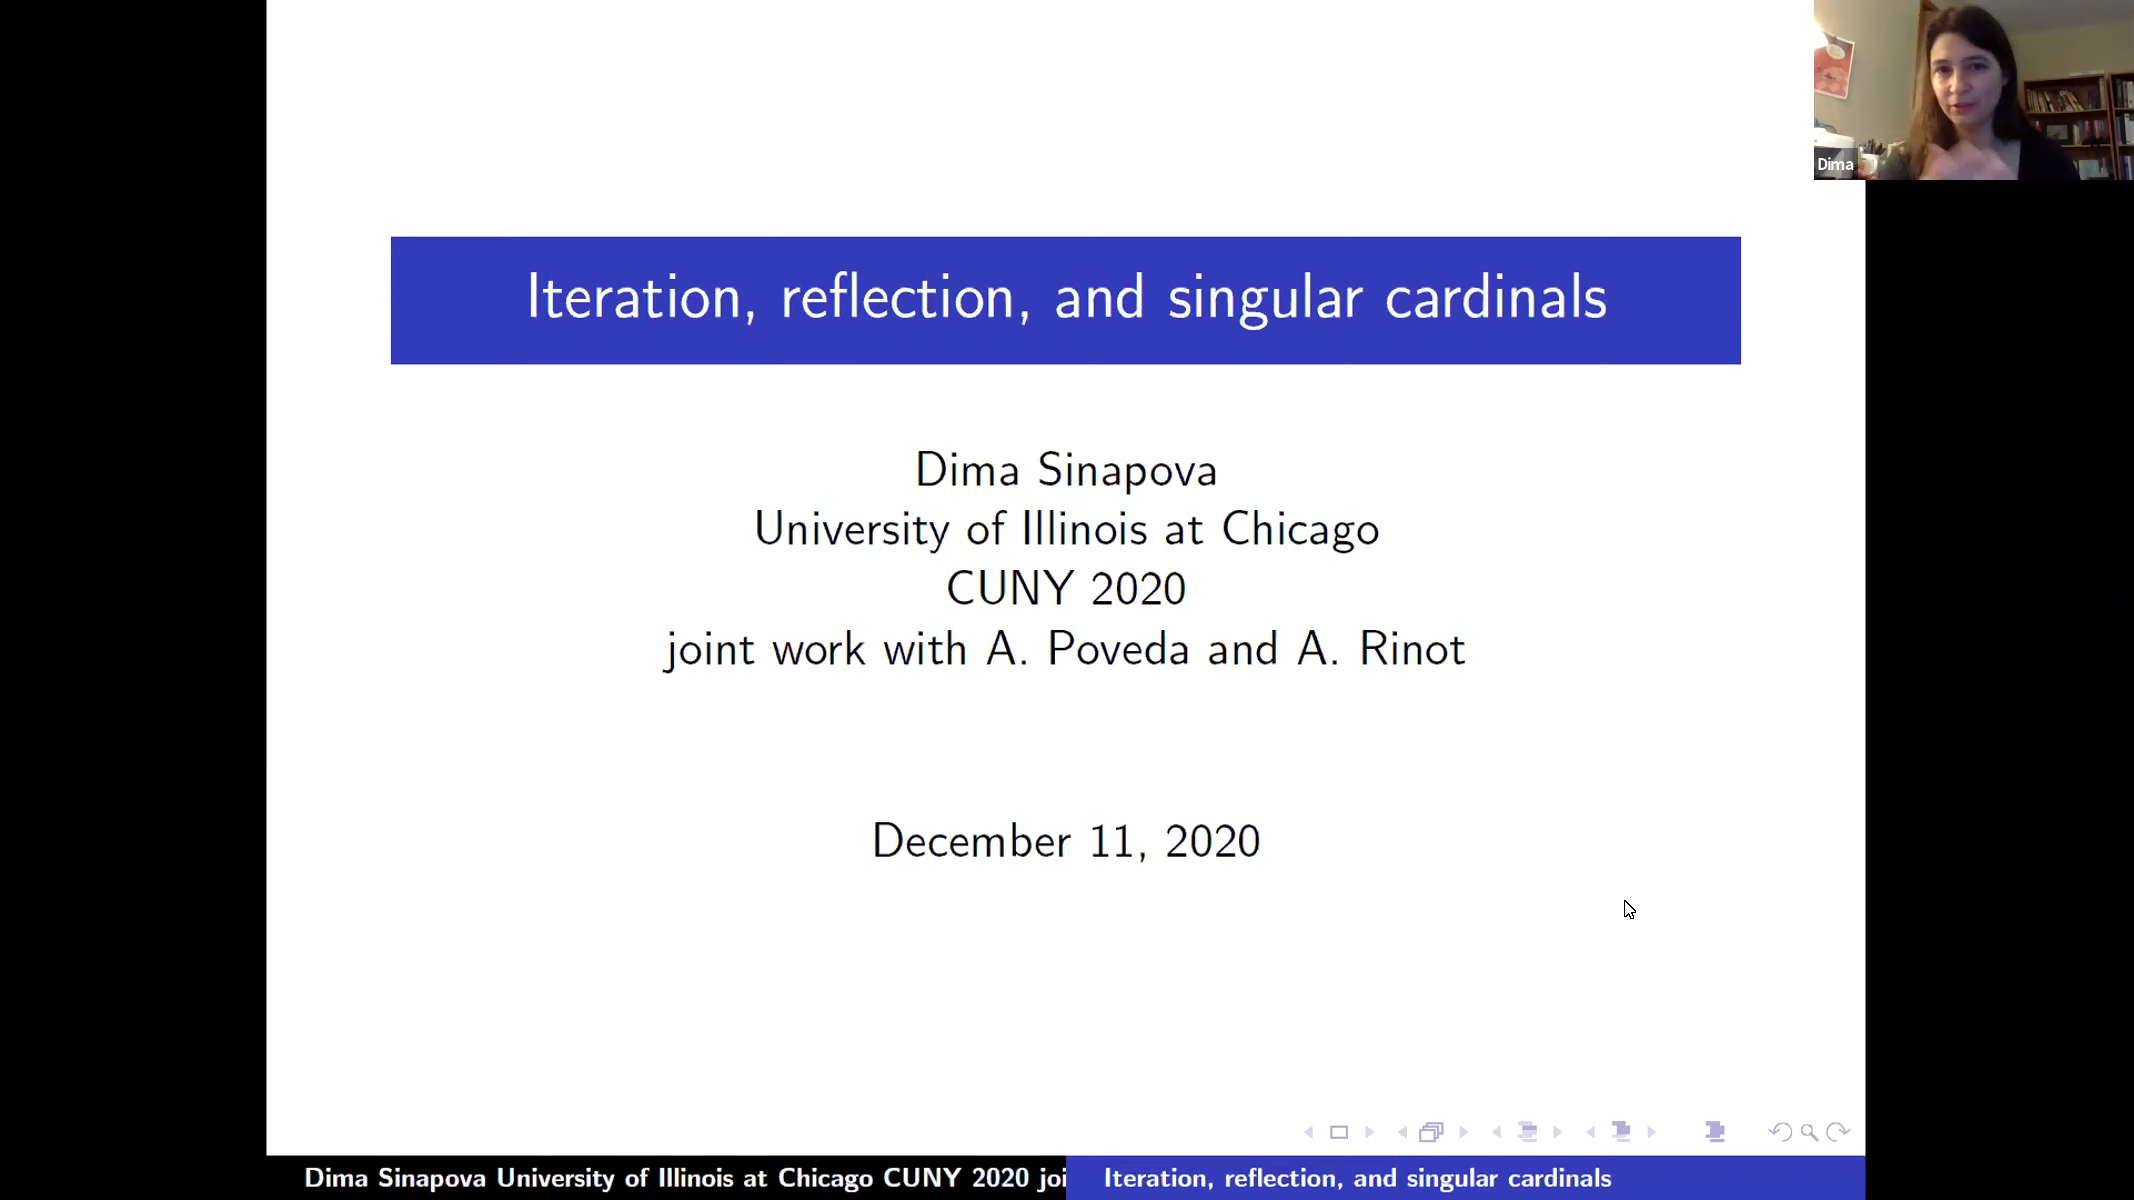 Dima
Iteration, reflection, and singular cardinals
Dima Sinapova
University of Illinois at Chicago
CUNY 2020
joint work with A. Poveda and A. Rinot
December 11, 2020
Dima Sinapova University of Illinois at Chicago CUNY 2020 joi
Iteration, reflection, and singular cardinals